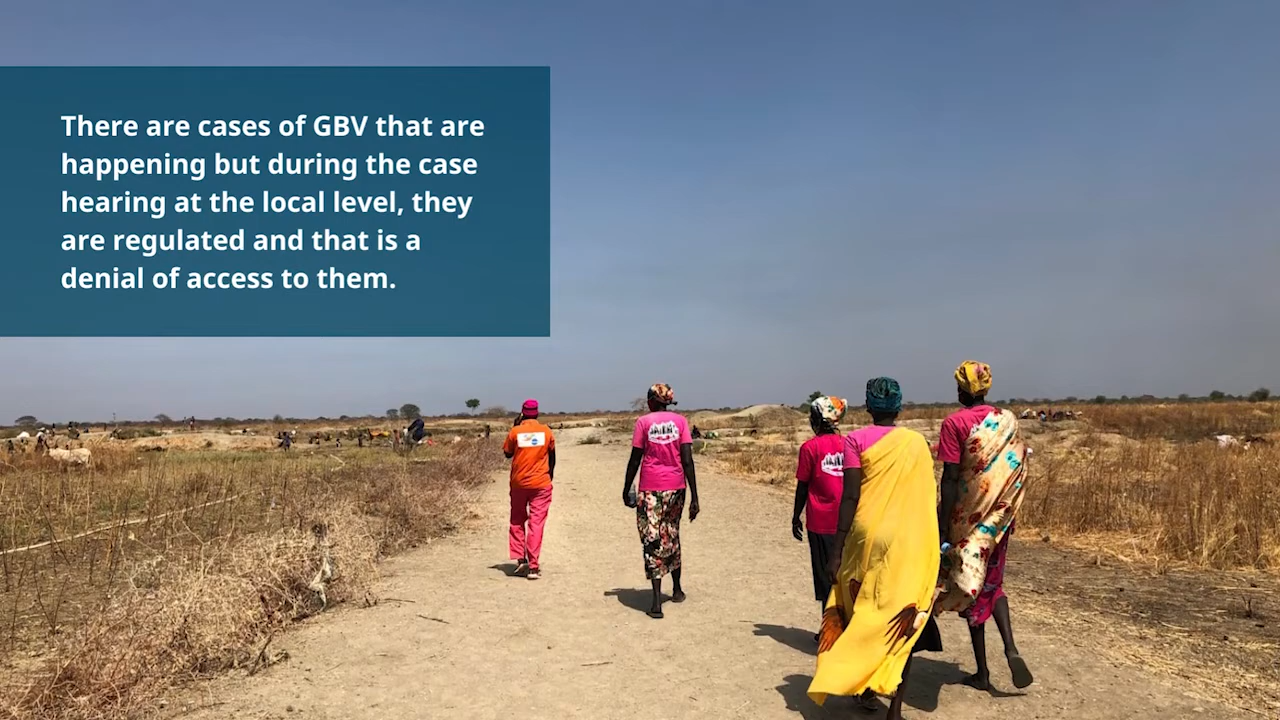 There are cases of GBV that are
happening but during the case
hearing at the local level, they
are regulated and that is a
denial of access to them.